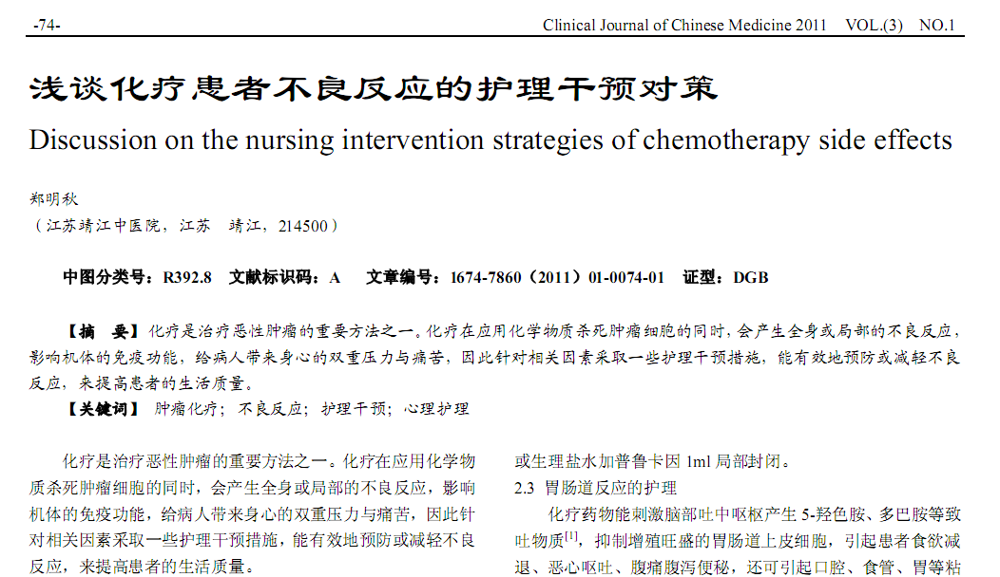 -74- Clinical Journal of Chinese Medicine 2011 VOL.(3) NO.1
浅谈化疗患者不良反应的护理干预对策
Discussion on the nursing intervention strategies of chemotherapy side effects
郑明秋
（江苏靖江中医院，江苏 靖江，214500）
中图分类号：R392.8 文献标识码：A 文章编号：1674-7860（2011）01-0074-01 证型：DGB
【摘 要】化疗是治疗恶性肿瘤的重要方法之一。化疗在应用化学物质杀死肿瘤细胞的同时，会产生全身或局部的不良反应，
影响机体的免疫功能，给病人带来身心的双重压力与痛苦，因此针对相关因素采取一些护理干预措施，能有效地预防或减轻不良
反应，来提高患者的生活质量。
【关键词】 肿瘤化疗；不良反应；护理干预；心理护理
化疗是治疗恶性肿瘤的重要方法之一。化疗在应用化学物
质杀死肿瘤细胞的同时，会产生全身或局部的不良反应，影响
机体的免疫功能，给病人带来身心的双重压力与痛苦，因此针
对相关因素采取一些护理干预措施，能有效地预防或减轻不良
反应，来提高患者的生活质量。
或生理盐水加普鲁卡因 1ml 局部封闭。
2.3 胃肠道反应的护理
化疗药物能刺激脑部吐中枢产生 5-羟色胺、多巴胺等致
吐物质[1]，抑制增殖旺盛的胃肠道上皮细胞，引起患者食欲减
退、恶心呕吐、腹痛腹泻便秘，还可引起口腔、食管、胃等粘